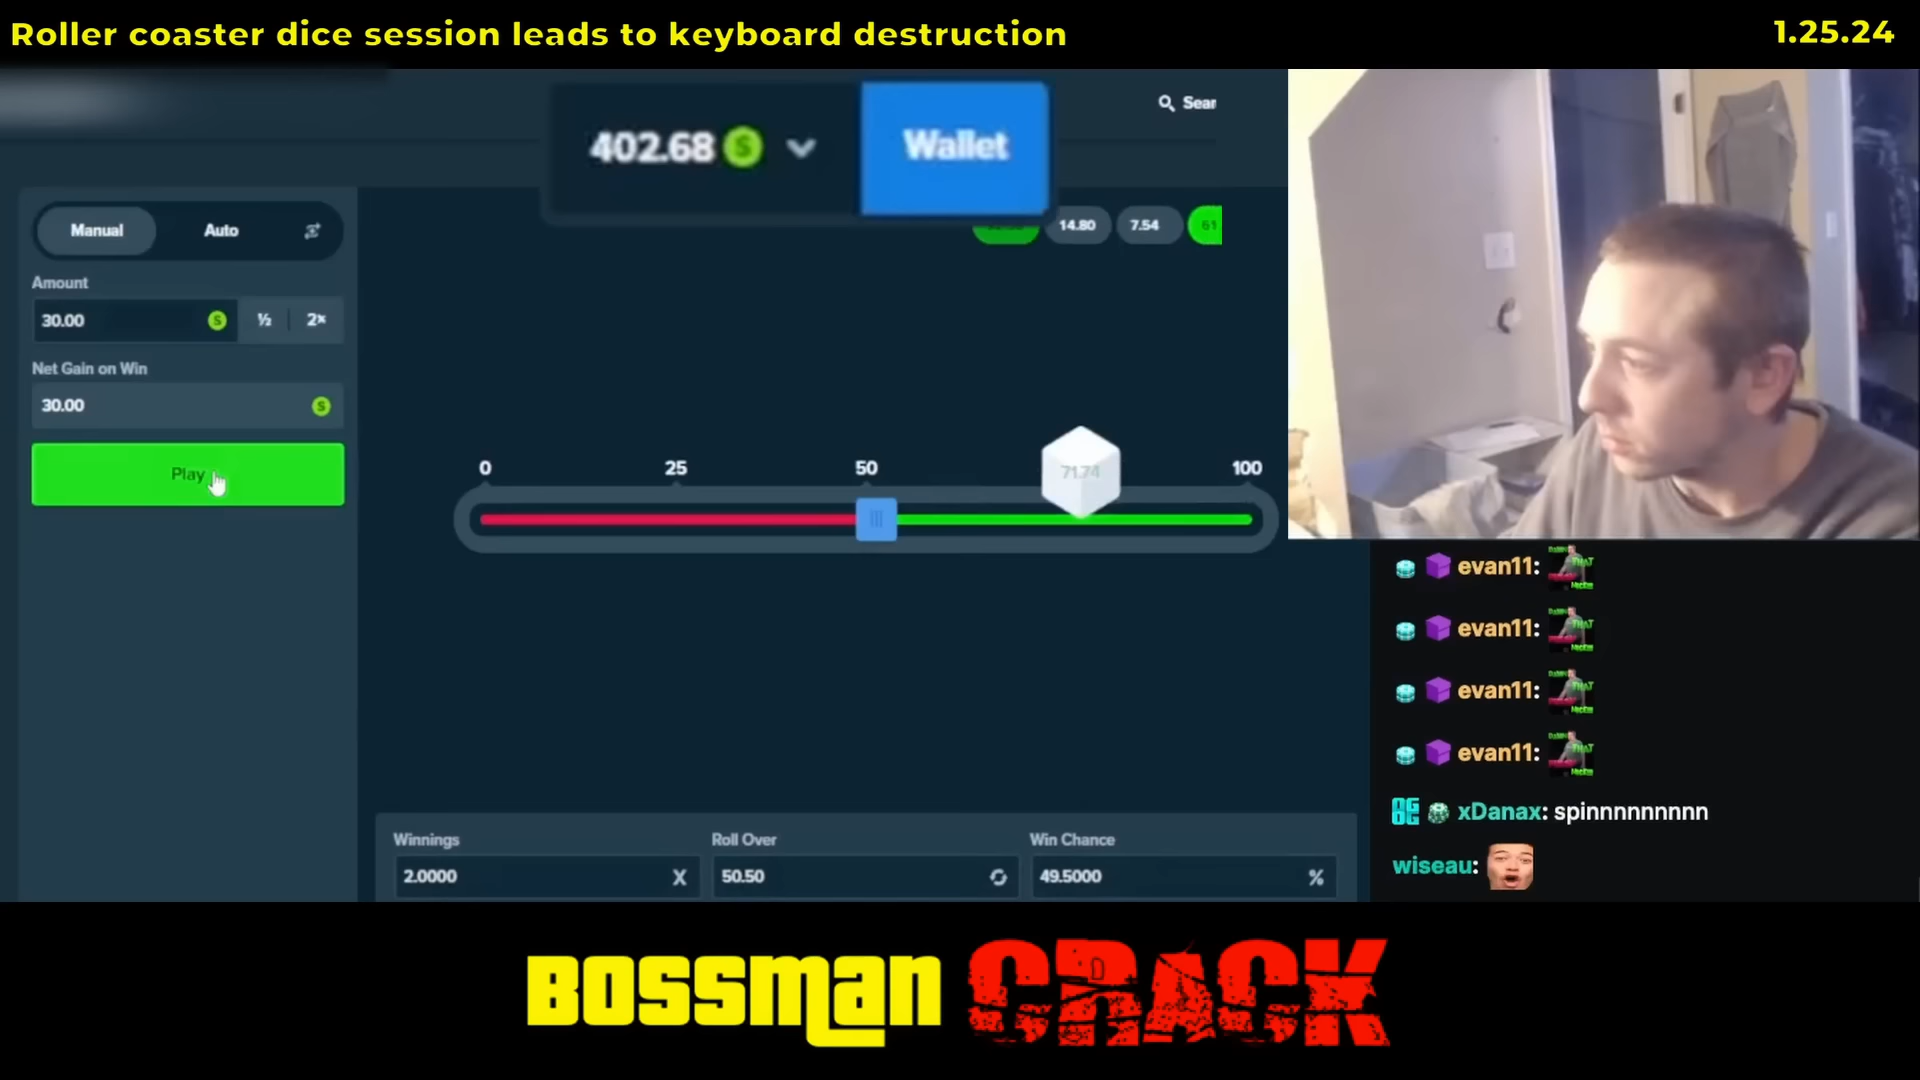 Roller coaster dice session leads to keyboard destruction
1.25.24
402.68
Wallet
Sear
Manual
Auto
14.80
7.54
61
Amount
30.00
½
2×
Net Gain on Win
30.00
Play
0
25
50
100
71.74
evan11:
evan11:
evan11:
evan11:
xDanax: spinnnnnnnnn
wiseau:
Winnings
Roll Over
Win Chance
2.0000
50.50
49.5000
%
BOSSMAN CRACK